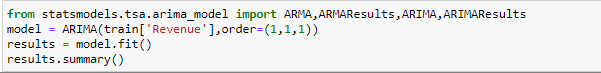 from statsmodels.tsa.arima_model import ARMA,ARMAResults,ARIMA,ARIMAResults
model = ARIMA(train['Revenue'],order=(1,1,1))
results = model.fit()
results.summary()